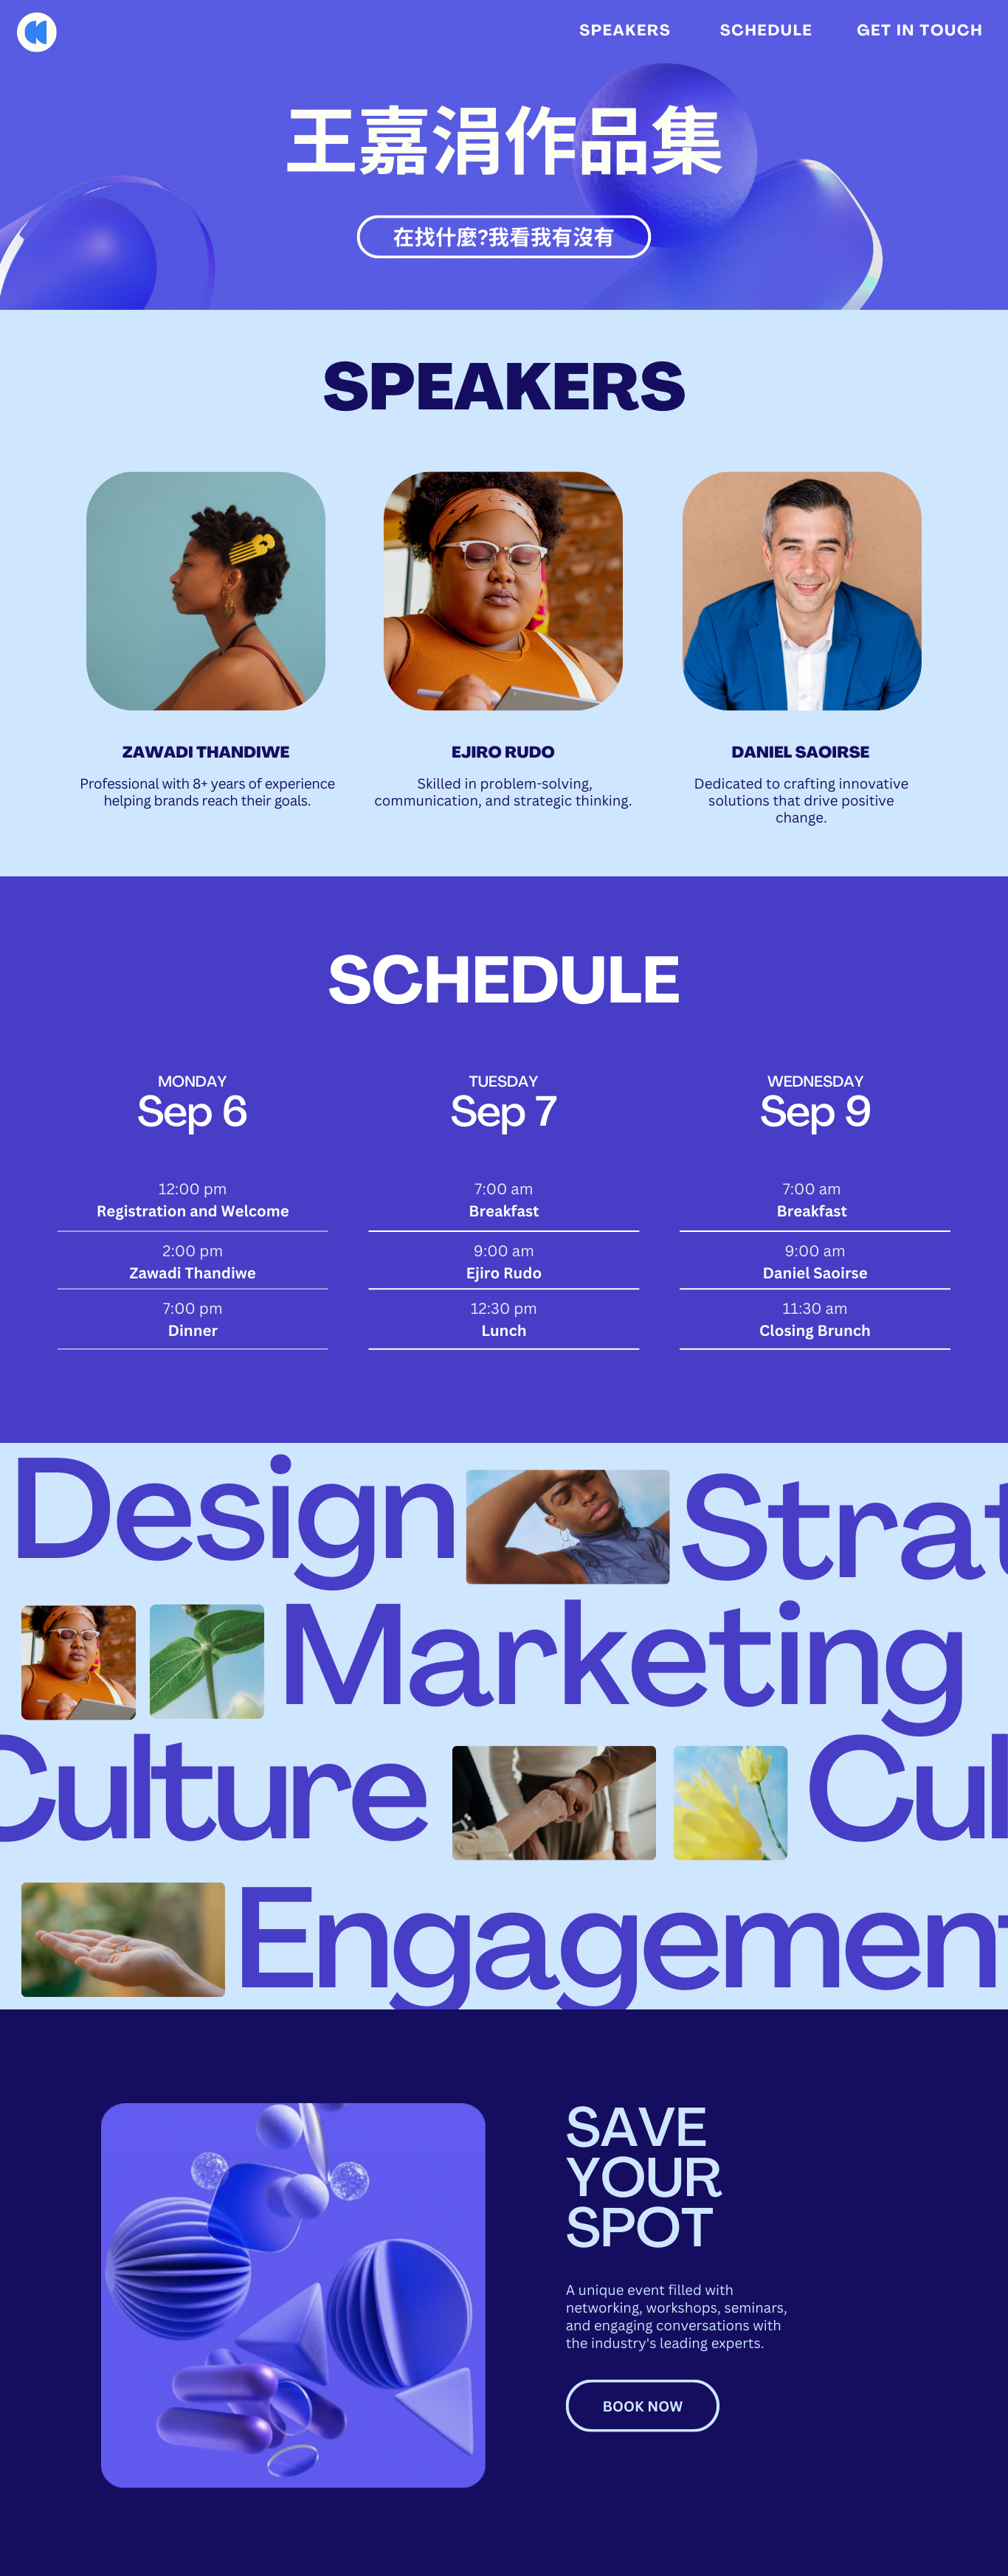 SPEAKERS SCHEDULE GET IN TOUCH
王嘉涓作品集
在找什麼?我看我有沒有
SPEAKERS
ZAWADI THANDIWE
Professional with 8+ years of experience
helping brands reach their goals.
EJIRO RUDO
Skilled in problem-solving,
communication, and strategic thinking.
DANIEL SAOIRSE
Dedicated to crafting innovative
solutions that drive positive
change.
SCHEDULE
MONDAY
Sep 6
12:00 pm
Registration and Welcome
2:00 pm
Zawadi Thandiwe
7:00 pm
Dinner
TUESDAY
Sep 7
7:00 am
Breakfast
9:00 am
Ejiro Rudo
12:30 pm
Lunch
WEDNESDAY
Sep 9
7:00 am
Breakfast
9:00 am
Daniel Saoirse
11:30 am
Closing Brunch
Design Strat
Marketing
Culture Cul
Engagement
SAVE
YOUR
SPOT
A unique event filled with
networking, workshops, seminars,
and engaging conversations with
the industry's leading experts.
BOOK NOW